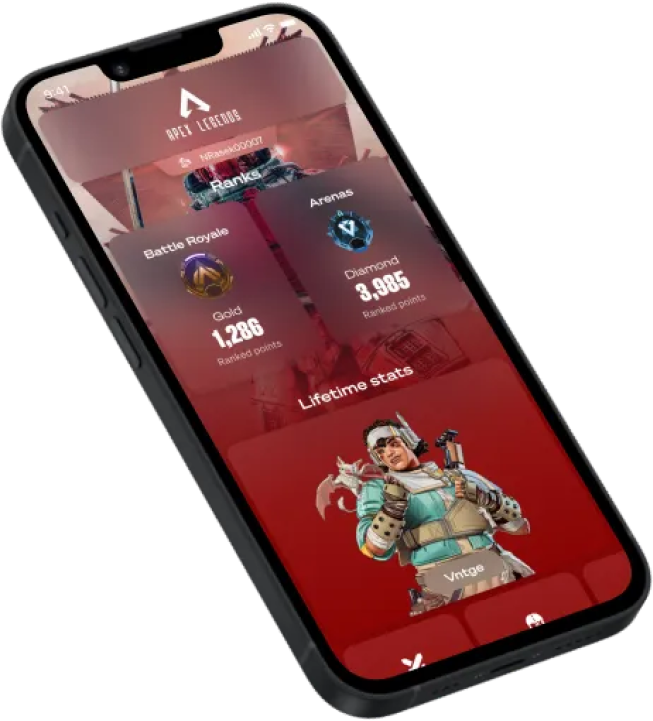 9:41
APEX LEGENDS
NRasek00007
Ranks
Battle Royale
Gold
1,286
Ranked points
Arenas
Diamond
3,985
Ranked points
Lifetime stats
Vntge